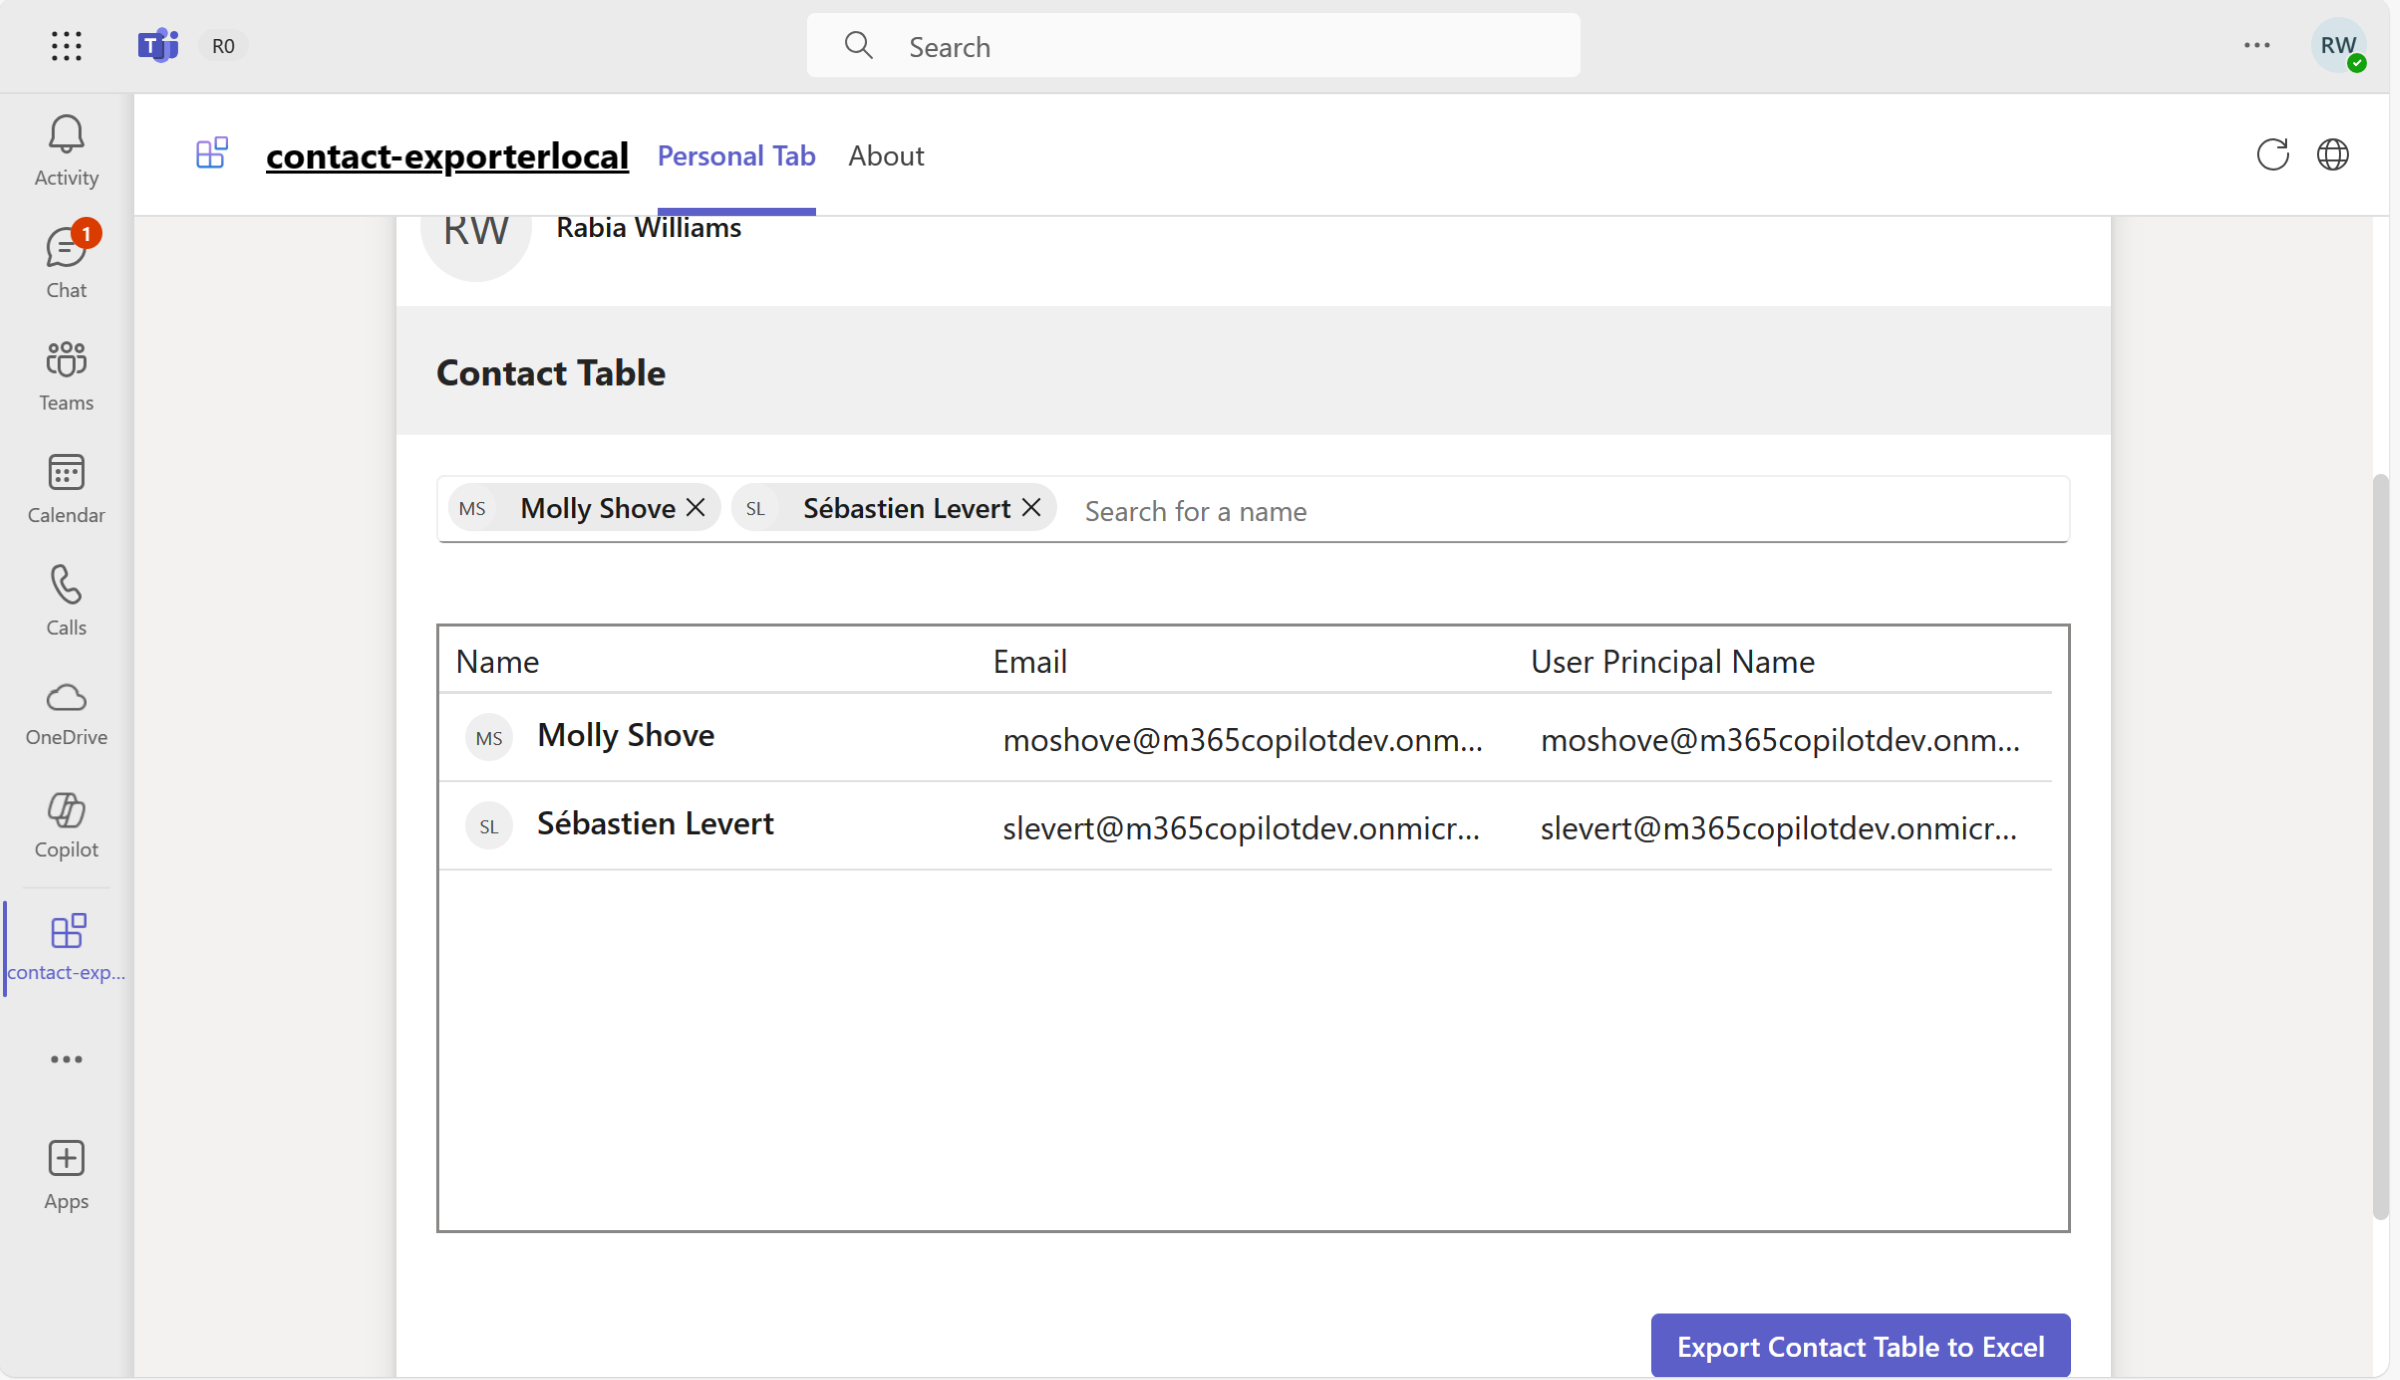 R0
Search
RW
Activity
1
Chat
Teams
Calendar
Calls
OneDrive
Copilot
contact-exp...
Apps
contact-exporterlocal Personal Tab About
RW Rabia Williams
Contact Table
MS Molly Shove SL Sébastien Levert Search for a name
Name Email User Principal Name
MS Molly Shove moshove@m365copilotdev.onm... moshove@m365copilotdev.onm...
SL Sébastien Levert slevert@m365copilotdev.onmicr... slevert@m365copilotdev.onmicr...
Export Contact Table to Excel